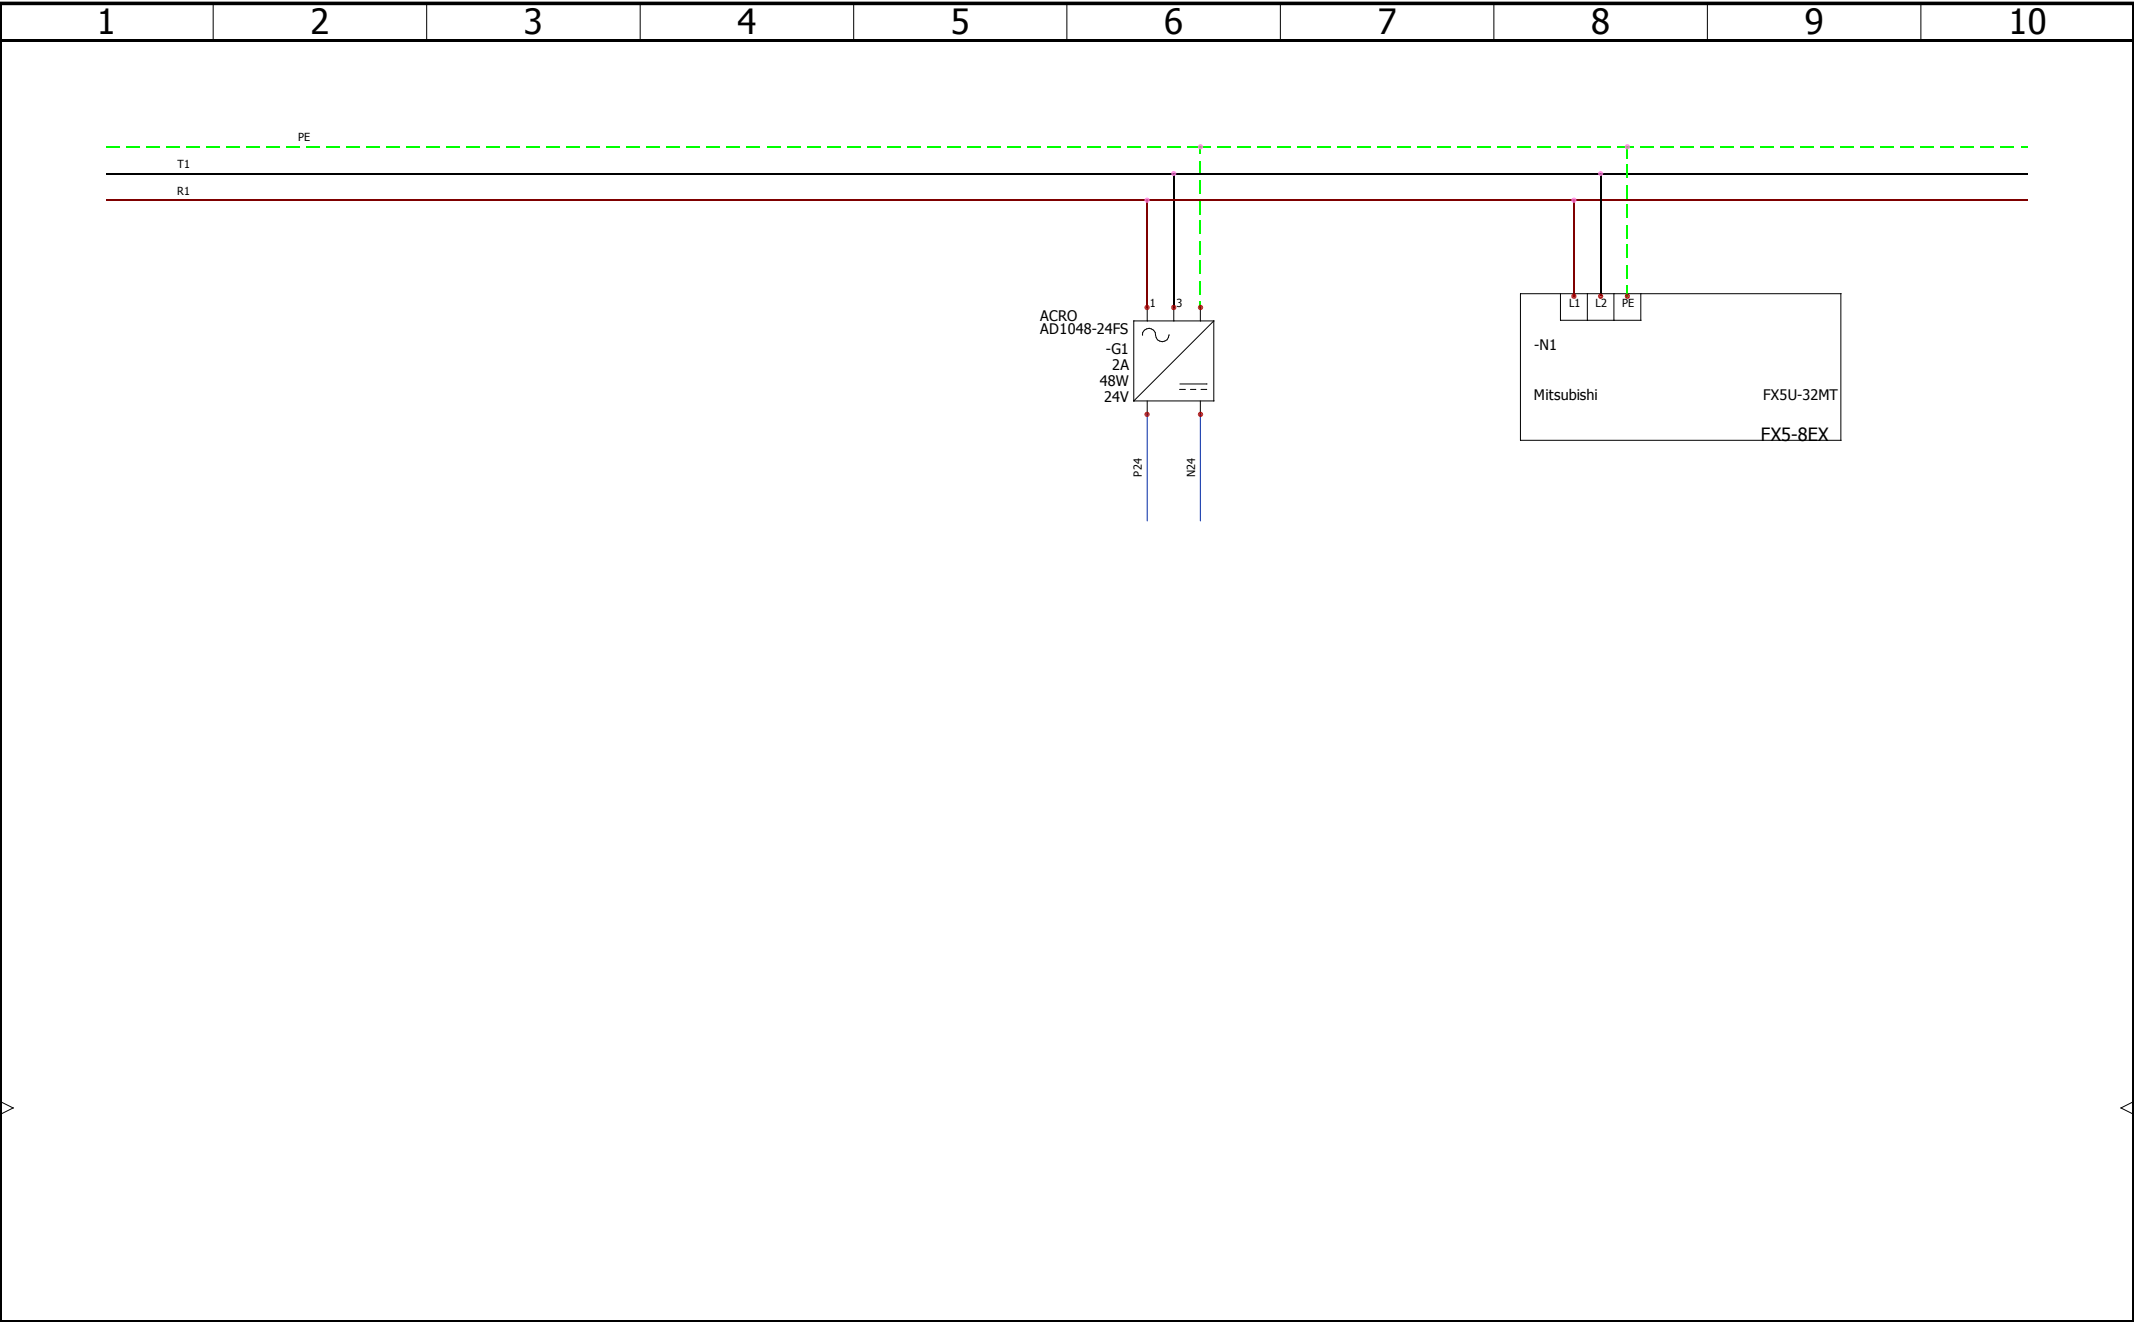 1 2 3 4 5 6 7 8 9 10
PE
T1
R1
1 3
ACRO
AD1048-24FS
-G1
2A
48W
24V
P24 N24
L1 L2 PE
-N1
Mitsubishi FX5U-32MT
FX5-8EX